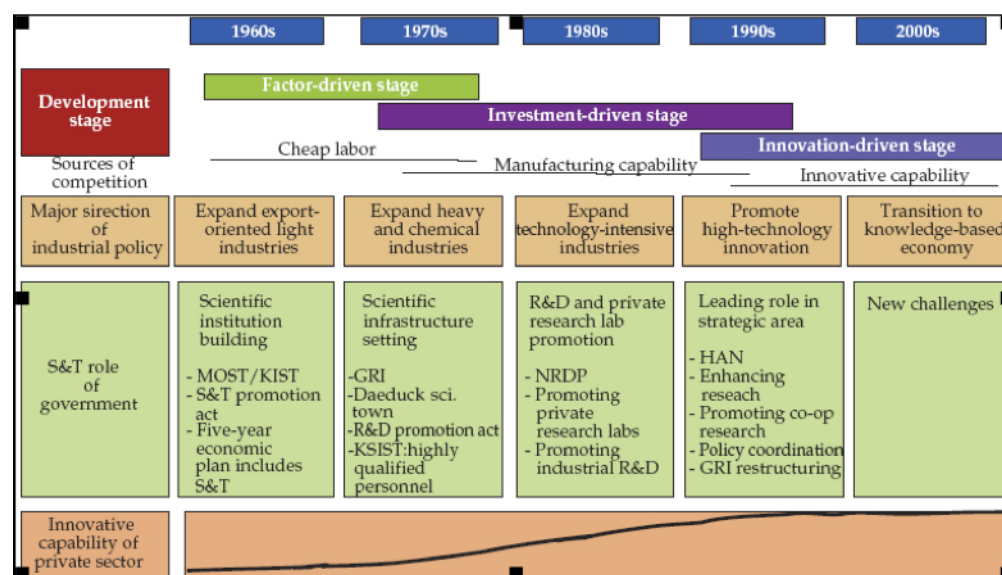 1960s
1970s
1980s
1990s
2000s
Development
stage
Factor-driven stage
Investment-driven stage
Innovation-driven stage
Sources of
competition
Cheap labor
Manufacturing capability
Innovative capability
Major sirection
of
industrial policy
Expand export-
oriented light
industries
Expand heavy
and chemical
industries
Expand
technology-intensive
industries
Promote
high-technology
innovation
Transition to
knowledge-based
economy
S&T role
of
government
Scientific
institution
building
- MOST/KIST
- S&T promotion
act
- Five-year
economic
plan includes
S&T
Scientific
infrastructure
setting
-GRI
-Daeduck sci.
town
-R&D promotion act
-KSIST:highly
qualified
personnel
R&D and private
research lab
promotion
- NRDP
- Promoting
private
research labs
- Promoting
industrial R&D
Leading role in
strategic area
- HAN
- Enhancing
reseach
- Promoting co-op
research
- Policy coordination
- GRI restructuring
New challenges
Innovative
capability of
private sector